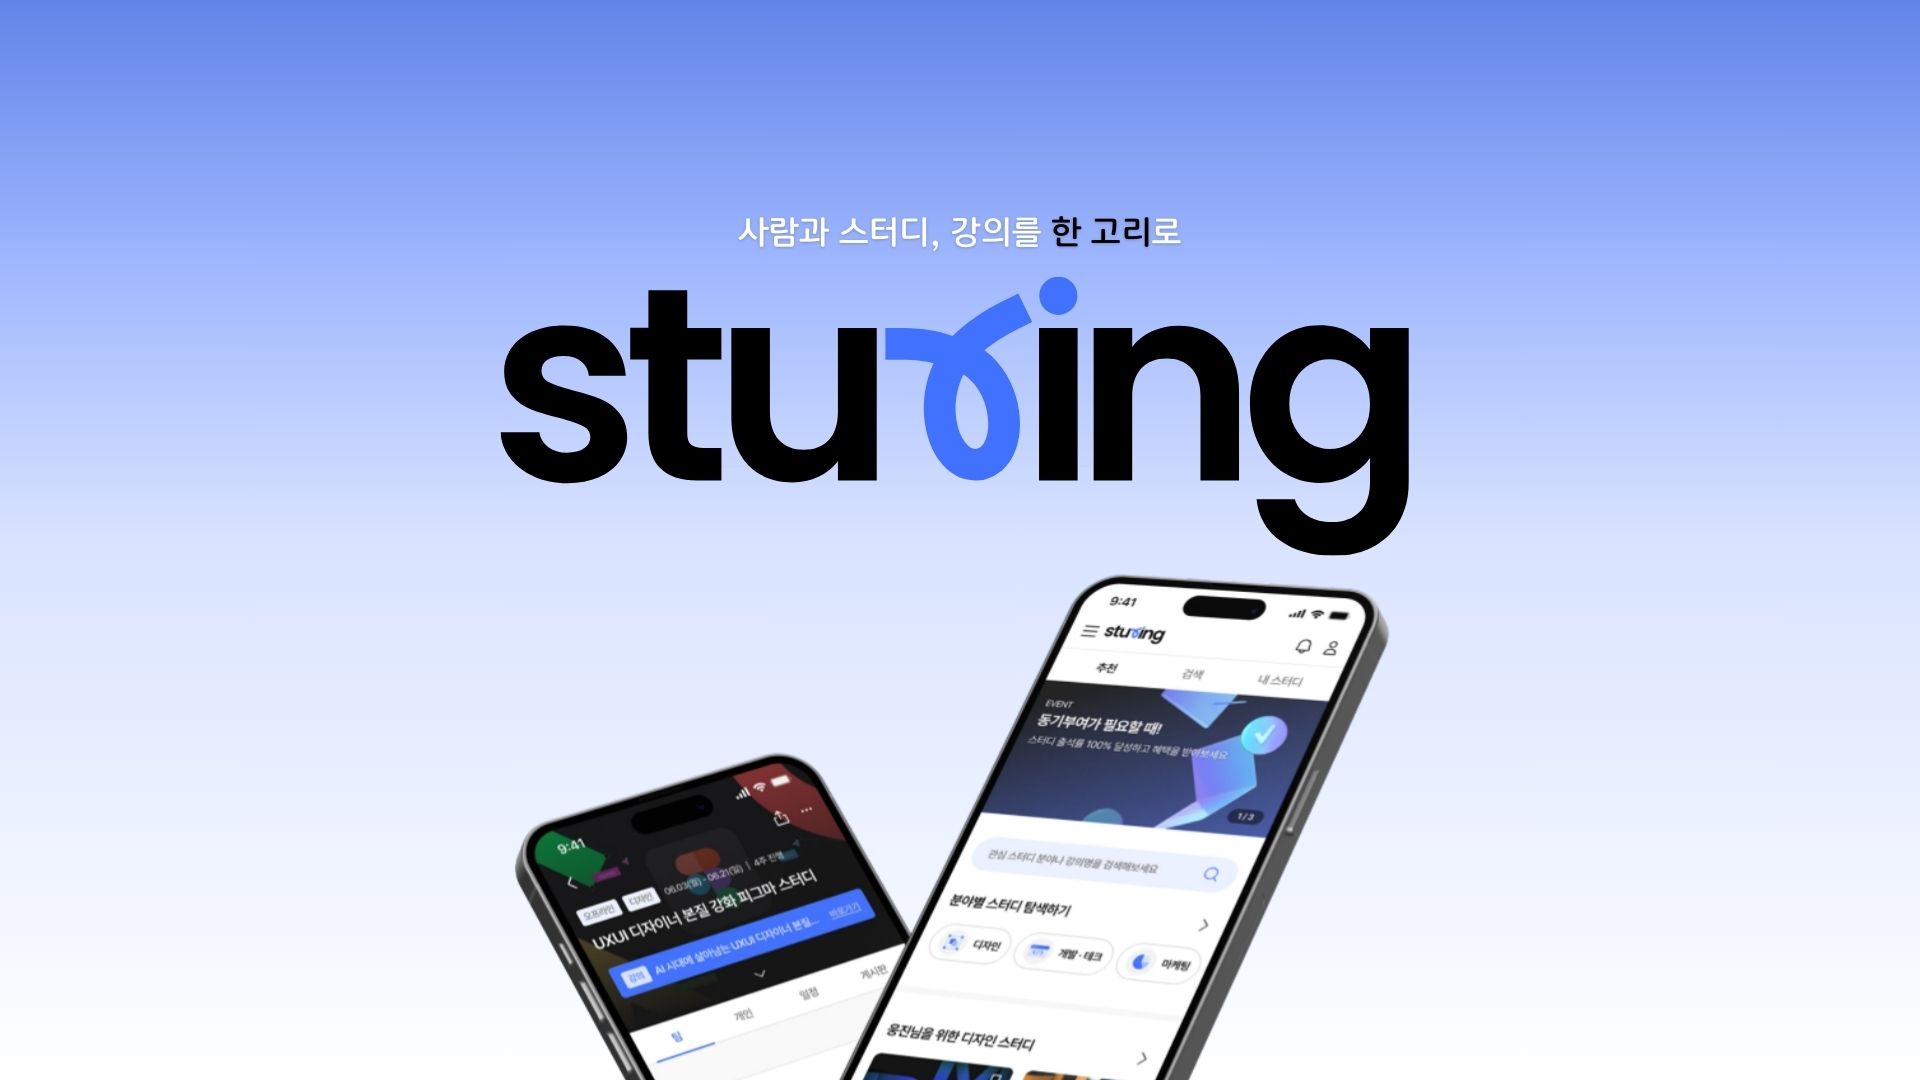 사람과 스터디, 강의를 한 고리로
sturing
9:41
sturing
추천 검색 내 스터디
EVENT
동기부여가 필요할 때!
스터디 출석률 100% 달성하고 혜택을 받아보세요
1/3
관심 스터디 분야나 강의명을 검색해보세요
분야별 스터디 탐색하기
디자인 개발·테크 마케팅
웅진님을 위한 디자인 스터디
9:41
오프라인 디자인 06.03(월) - 06.21(일) | 4주 진행
UXUI 디자이너 본질 강화 피그마 스터디
강의 AI 시대에 살아남는 UXUI 디자이너 본질... 바로가기
팀 개인 일정 게시판